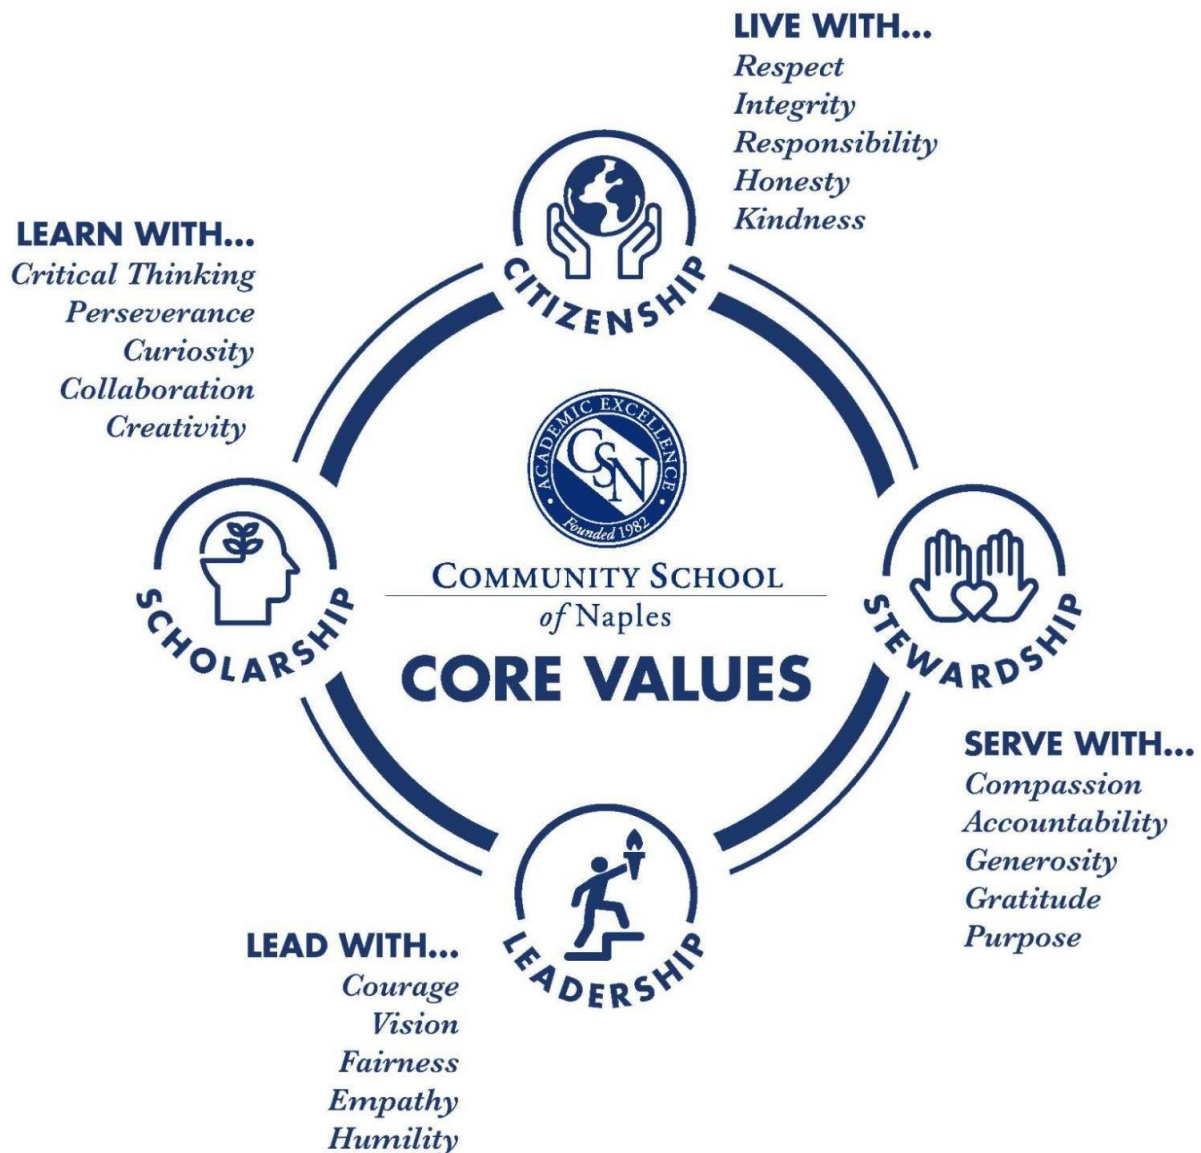 LIVE WITH...
Respect
Integrity
Responsibility
Honesty
Kindness
CITIZENSHIP
LEARN WITH...
Critical Thinking
Perseverance
Curiosity
Collaboration
Creativity
SCHOLARSHIP
ACADEMIC EXCELLENCE
CSN
Founded 1982
COMMUNITY SCHOOL
of Naples
CORE VALUES
STEWARDSHIP
SERVE WITH...
Compassion
Accountability
Generosity
Gratitude
Purpose
LEADERSHIP
LEAD WITH...
Courage
Vision
Fairness
Empathy
Humility